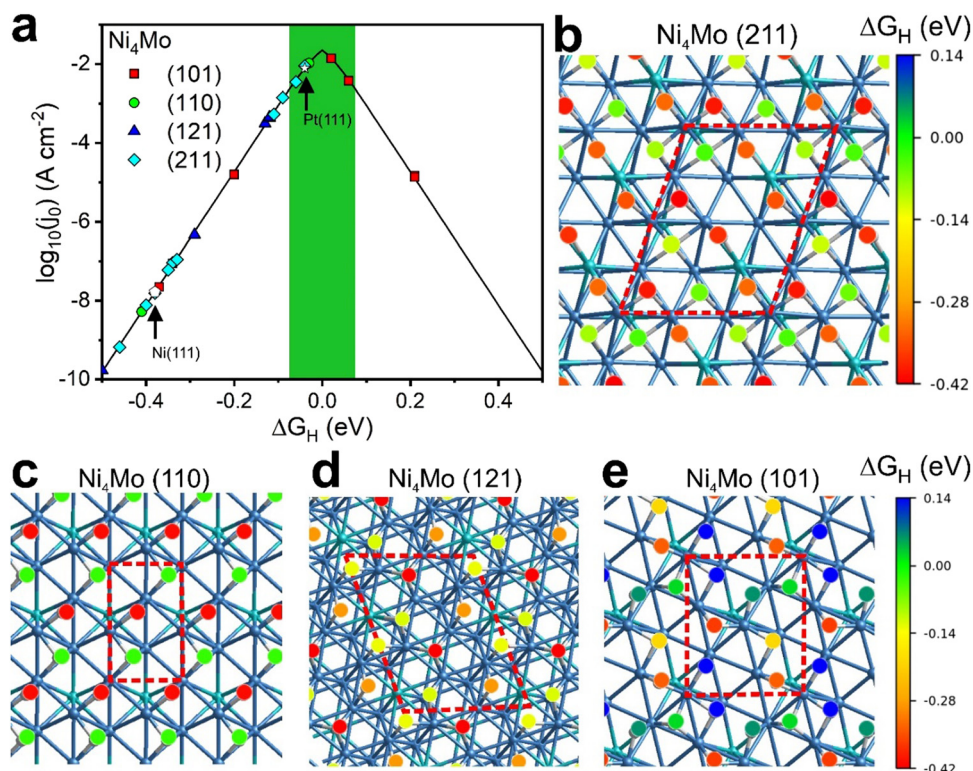 a
Ni₄Mo
(101)
(110)
(121)
(211)
Pt(111)
Ni(111)
log₁₀(j₀) (A cm⁻²)
-2
-4
-6
-8
-10
-0.4 -0.2 0.0 0.2 0.4
ΔG_H (eV)
b Ni₄Mo (211)
ΔG_H (eV)
0.14
0.00
-0.14
-0.28
-0.42
c Ni₄Mo (110)
d Ni₄Mo (121)
e Ni₄Mo (101)
ΔG_H (eV)
0.14
0.00
-0.14
-0.28
-0.42